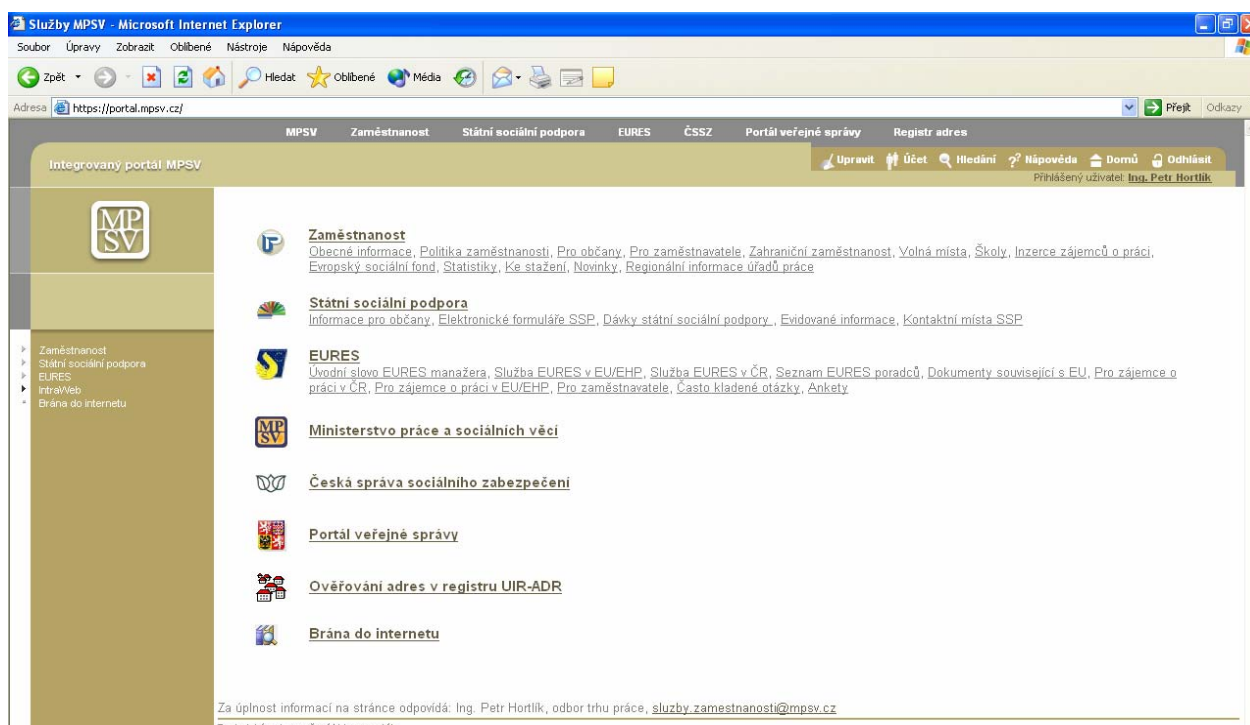 Služby MPSV - Microsoft Internet Explorer
Soubor Úpravy Zobrazit Oblíbené Nástroje Nápověda
Zpět Hledat Oblíbené Média
Adresa https://portal.mpsv.cz/ Přejít Odkazy
MPSV Zaměstnanost Státní sociální podpora EURES ČSSZ Portál veřejné správy Registr adres
Integrovaný portál MPSV Upravit Účet Hledání Nápověda Domů Odhlásit
Přihlášený uživatel: Ing. Petr Hortlík
MPSV
Zaměstnanost
Obecné informace, Politika zaměstnanosti, Pro občany, Pro zaměstnavatele, Zahraniční zaměstnanost, Volná místa, Školy, Inzerce zájemců o práci,
Evropský sociální fond, Statistiky, Ke stažení, Novinky, Regionální informace úřadů práce
Státní sociální podpora
Informace pro občany, Elektronické formuláře SSP, Dávky státní sociální podpory , Evidované informace, Kontaktní místa SSP
Zaměstnanost
Státní sociální podpora
EURES
IntraWeb
Brána do internetu
EURES
Úvodní slovo EURES manažera, Služba EURES v EU/EHP, Služba EURES v ČR, Seznam EURES poradců, Dokumenty související s EU, Pro zájemce o
práci v ČR, Pro zájemce o práci v EU/EHP, Pro zaměstnavatele, Často kladené otázky, Ankety
MPSV
Ministerstvo práce a sociálních věcí
Česká správa sociálního zabezpečení
Portál veřejné správy
Ověřování adres v registru UIR-ADR
Brána do internetu
Za úplnost informací na stránce odpovídá: Ing. Petr Hortlík, odbor trhu práce, sluzby.zamestnanosti@mpsv.cz